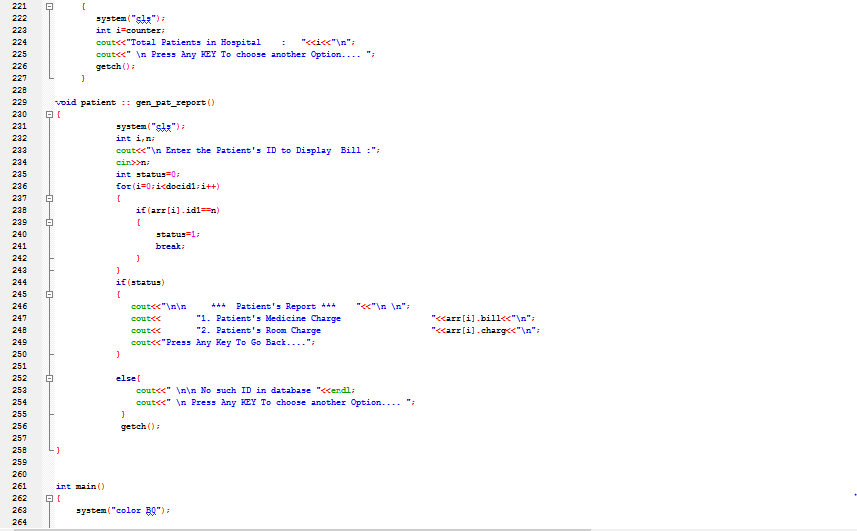 221 {
222 system("cls");
223 int i=counter;
224 cout<<"Total Patients in Hospital    :   "<<i<<"\n";
225 cout<<" \n Press Any KEY To choose another Option.... ";
226 getch();
227 }
228
229 void patient :: gen_pat_report()
230 {
231 system("cls");
232 int i,n;
233 cout<<"\n Enter the Patient's ID to Display  Bill :";
234 cin>>n;
235 int status=0;
236 for(i=0;i<docid1;i++)
237 {
238 if(arr[i].id1==n)
239 {
240 status=1;
241 break;
242 }
243 }
244 if(status)
245 {
246 cout<<"\n\n     ***  Patient's Report ***    "<<"\n \n";
247 cout<<       "1. Patient's Medicine Charge                  "<<arr[i].bill<<"\n";
248 cout<<       "2. Patient's Room Charge                      "<<arr[i].charg<<"\n";
249 cout<<"Press Any Key To Go Back....";
250 }
251
252 else{
253 cout<<" \n\n No such ID in database "<<endl;
254 cout<<" \n Press Any KEY To choose another Option.... ";
255 }
256 getch();
257
258 }
259
260
261 int main()
262 {
263 system("color B0");
264